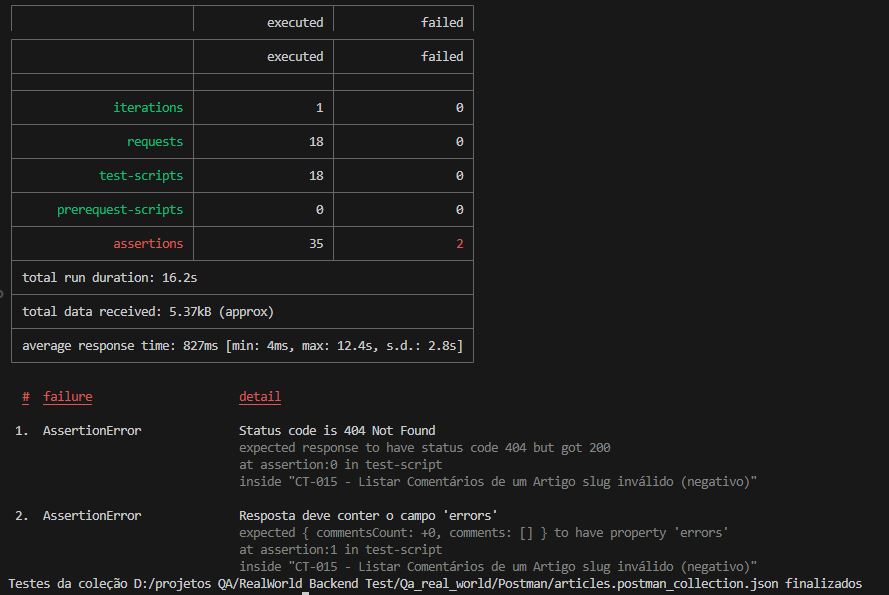 executed failed
executed failed
iterations 1 0
requests 18 0
test-scripts 18 0
prerequest-scripts 0 0
assertions 35 2
total run duration: 16.2s
total data received: 5.37kB (approx)
average response time: 827ms [min: 4ms, max: 12.4s, s.d.: 2.8s]
# failure detail
1. AssertionError Status code is 404 Not Found
expected response to have status code 404 but got 200
at assertion:0 in test-script
inside "CT-015 - Listar Comentários de um Artigo slug inválido (negativo)"
2. AssertionError Resposta deve conter o campo 'errors'
expected { commentsCount: +0, comments: [] } to have property 'errors'
at assertion:1 in test-script
inside "CT-015 - Listar Comentários de um Artigo slug inválido (negativo)"
Testes da coleção D:/projetos QA/RealWorld Backend Test/Qa_real_world/Postman/articles.postman_collection.json finalizados